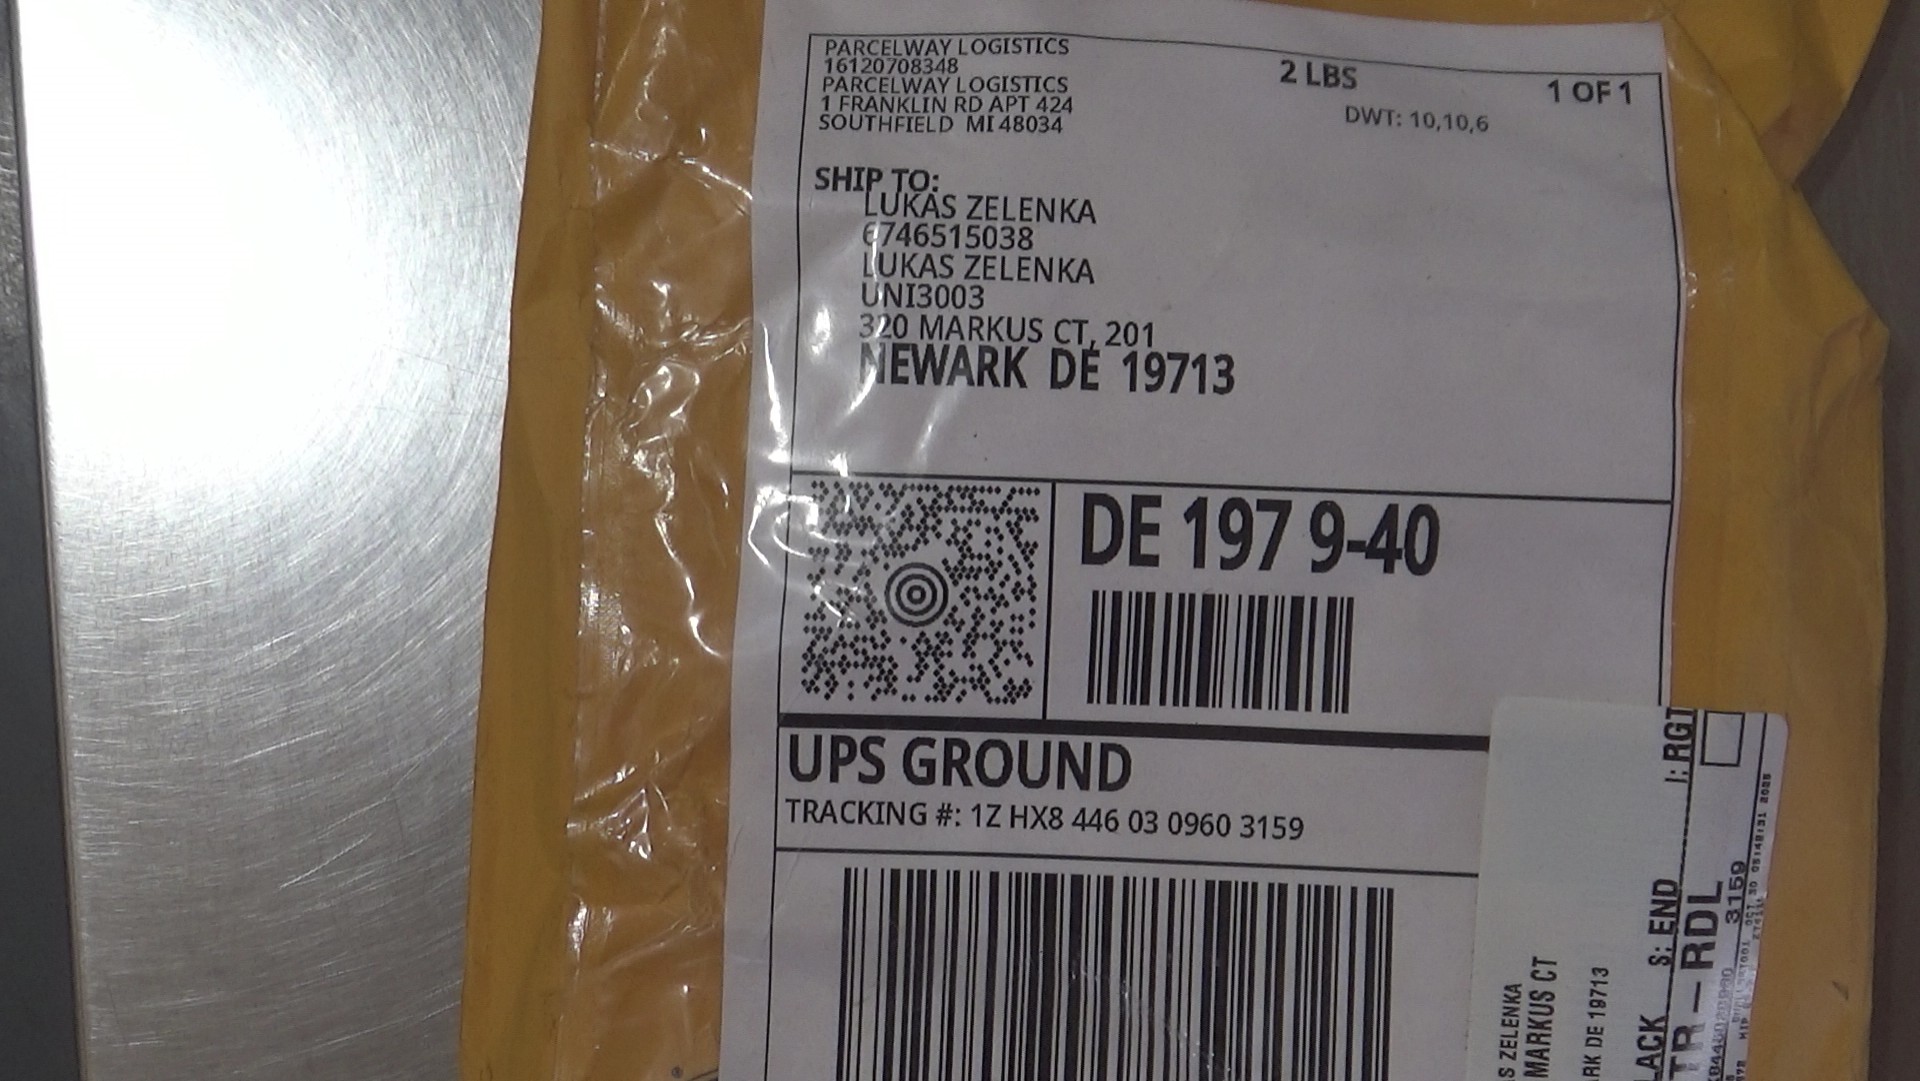 PARCELWAY LOGISTICS
16120708348
PARCELWAY LOGISTICS
1 FRANKLIN RD APT 424
SOUTHFIELD MI 48034
2 LBS
1 OF 1
DWT: 10,10,6
SHIP TO:
LUKAS ZELENKA
6746515038
LUKAS ZELENKA
UNI3003
320 MARKUS CT, 201
NEWARK DE 19713
DE 197 9-40
UPS GROUND
TRACKING #: 1Z HX8 446 03 0960 3159
S ZELENKA
MARKUS CT
ARK DE 19713
LACK S: END I: RGT
TR-RDL
3159